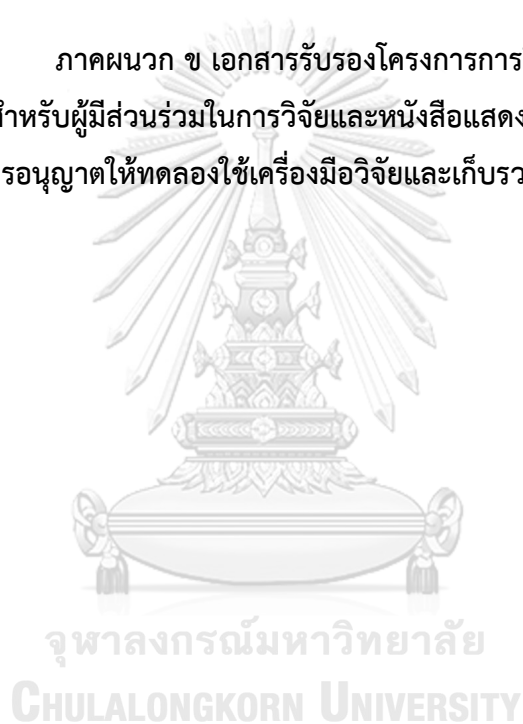 ภาคผนวก ข เอกสารรับรองโครงการการ
สำหรับผู้มีส่วนร่วมในการวิจัยและหนังสือแสดง
รอนุญาตให้ทดลองใช้เครื่องมือวิจัยและเก็บรว
จุฬาลงกรณ์มหาวิทยาลัย
CHULALONGKORN UNIVERSITY